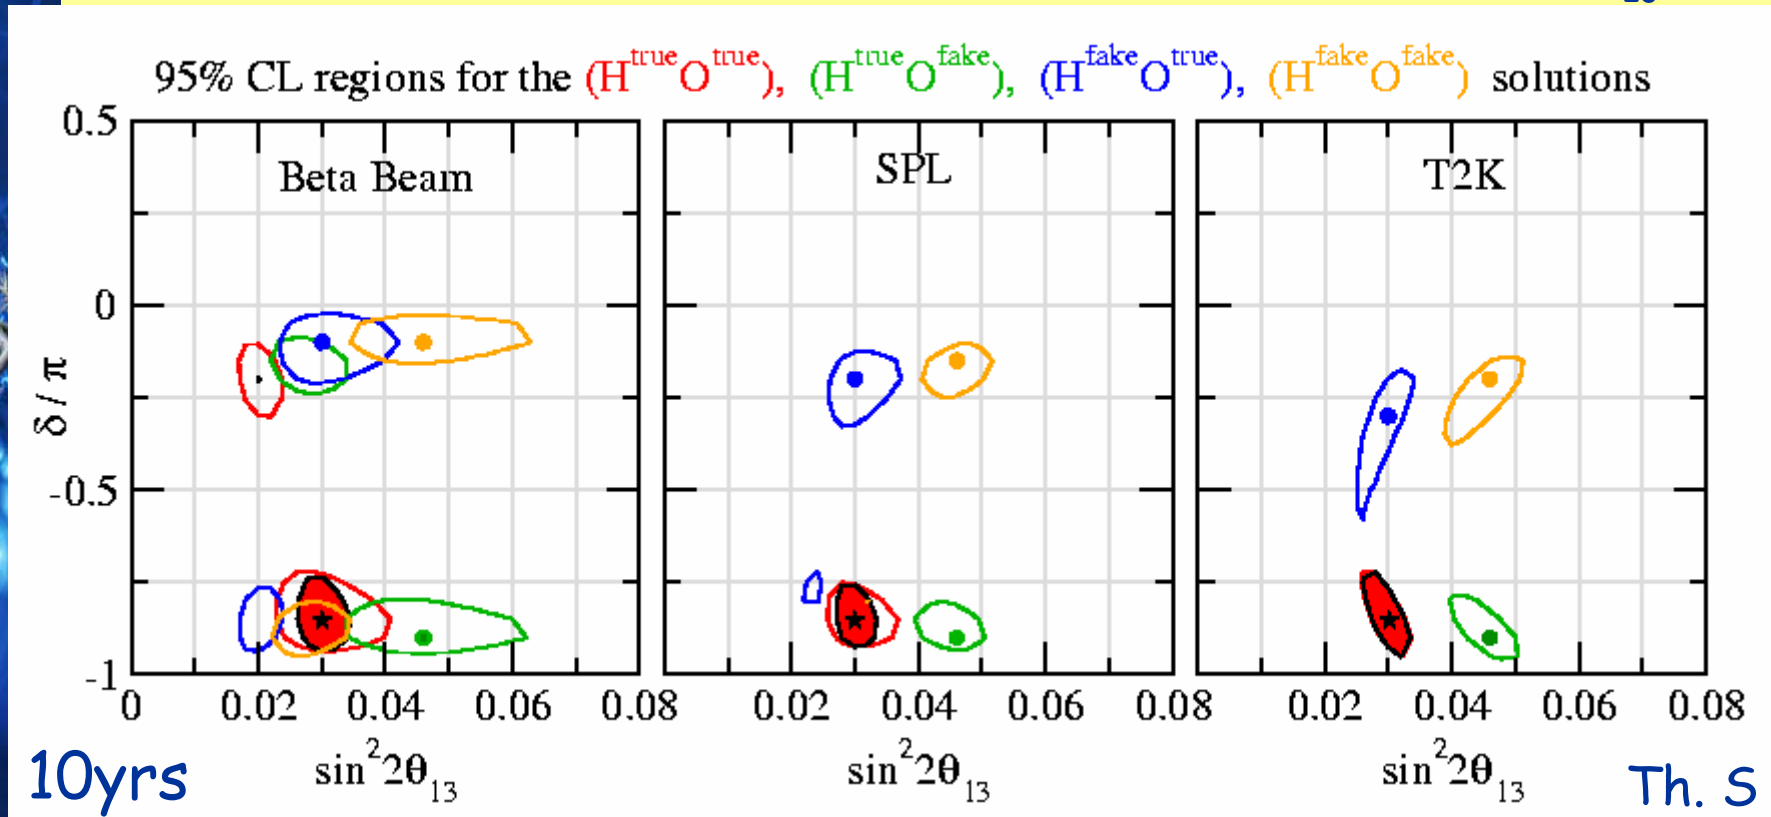 95% CL regions for the (H^true O^true), (H^true O^fake), (H^fake O^true), (H^fake O^fake) solutions
Beta Beam SPL T2K
0.5
0
-0.5
-1
δ/π
0 0.02 0.04 0.06 0.08 0.02 0.04 0.06 0.08 0.02 0.04 0.06 0.08
sin²2θ₁₃ sin²2θ₁₃ sin²2θ₁₃
10yrs Th. S